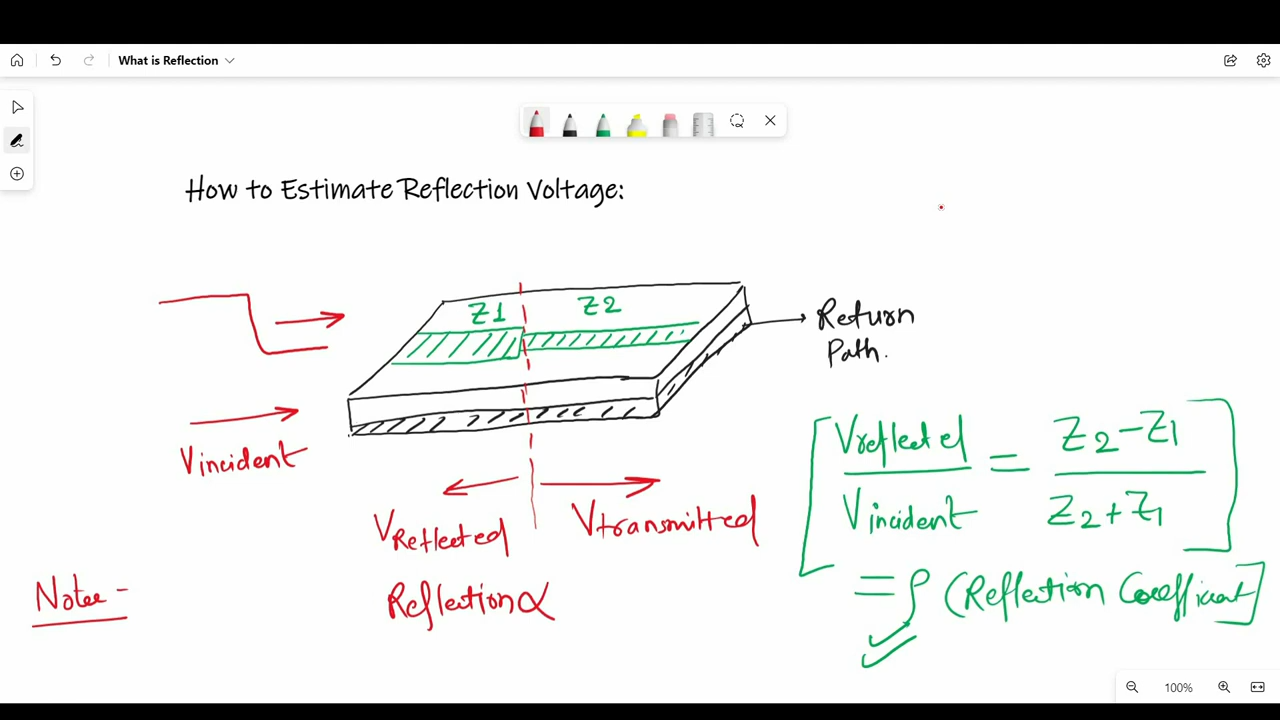 What is Reflection
How to Estimate Reflection Voltage:
Z1
Z2
Return
Path.
Vincident
VReflected
Vtransmitted
Vreflected / Vincident = Z2-Z1 / Z2+Z1
= ρ (Reflection Coefficient)
Note -
Reflection α
100%